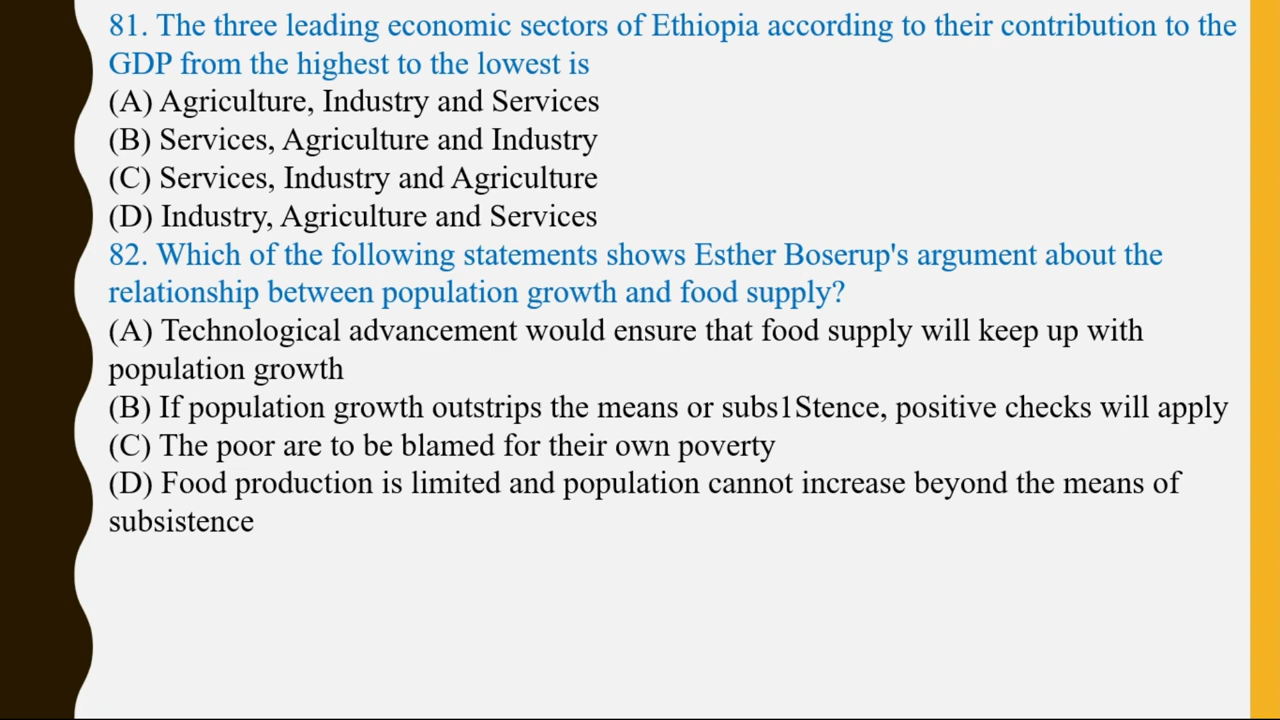 81. The three leading economic sectors of Ethiopia according to their contribution to the
GDP from the highest to the lowest is
(A) Agriculture, Industry and Services
(B) Services, Agriculture and Industry
(C) Services, Industry and Agriculture
(D) Industry, Agriculture and Services
82. Which of the following statements shows Esther Boserup's argument about the
relationship between population growth and food supply?
(A) Technological advancement would ensure that food supply will keep up with
population growth
(B) If population growth outstrips the means or subs1Stence, positive checks will apply
(C) The poor are to be blamed for their own poverty
(D) Food production is limited and population cannot increase beyond the means of
subsistence